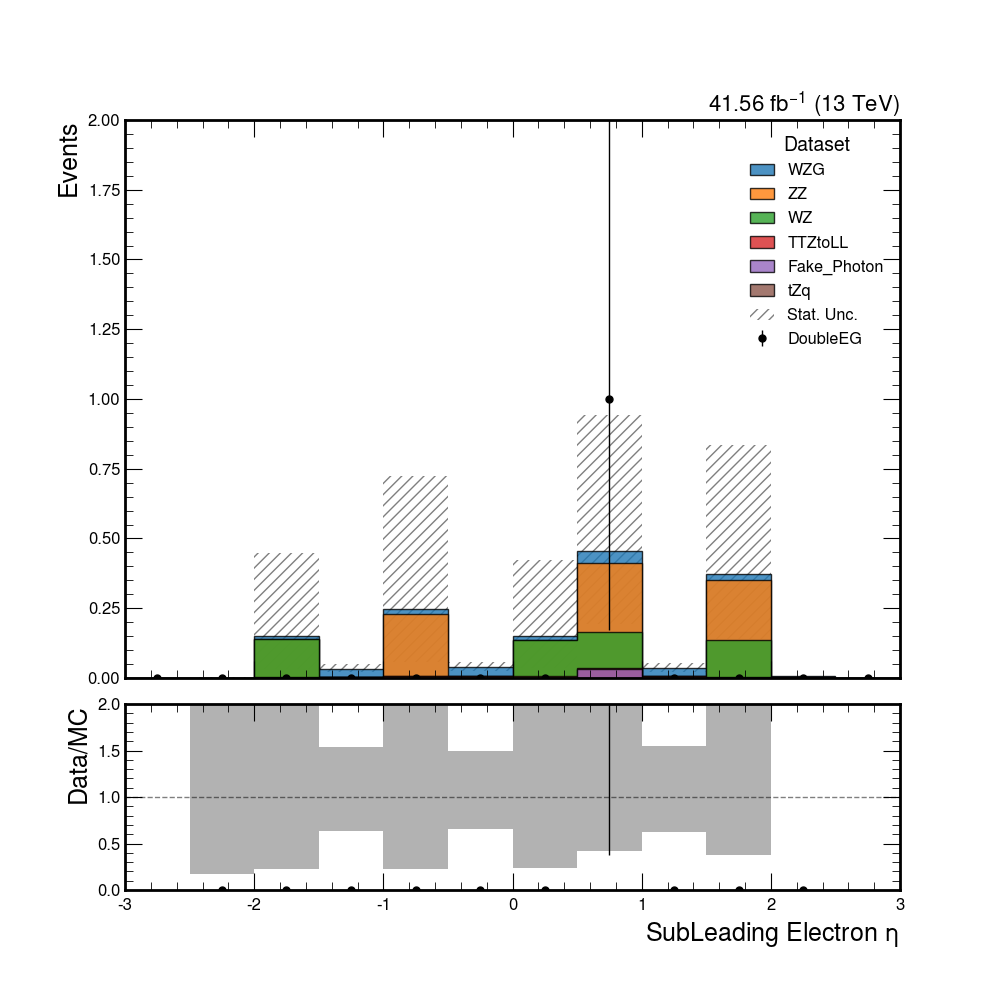 41.56 fb⁻¹ (13 TeV)
Events
2.00
1.75
1.50
1.25
1.00
0.75
0.50
0.25
0.00
Dataset
WZG
ZZ
WZ
TTZtoLL
Fake_Photon
tZq
Stat. Unc.
DoubleEG
Data/MC
2.0
1.5
1.0
0.5
0.0
-3 -2 -1 0 1 2 3
SubLeading Electron η